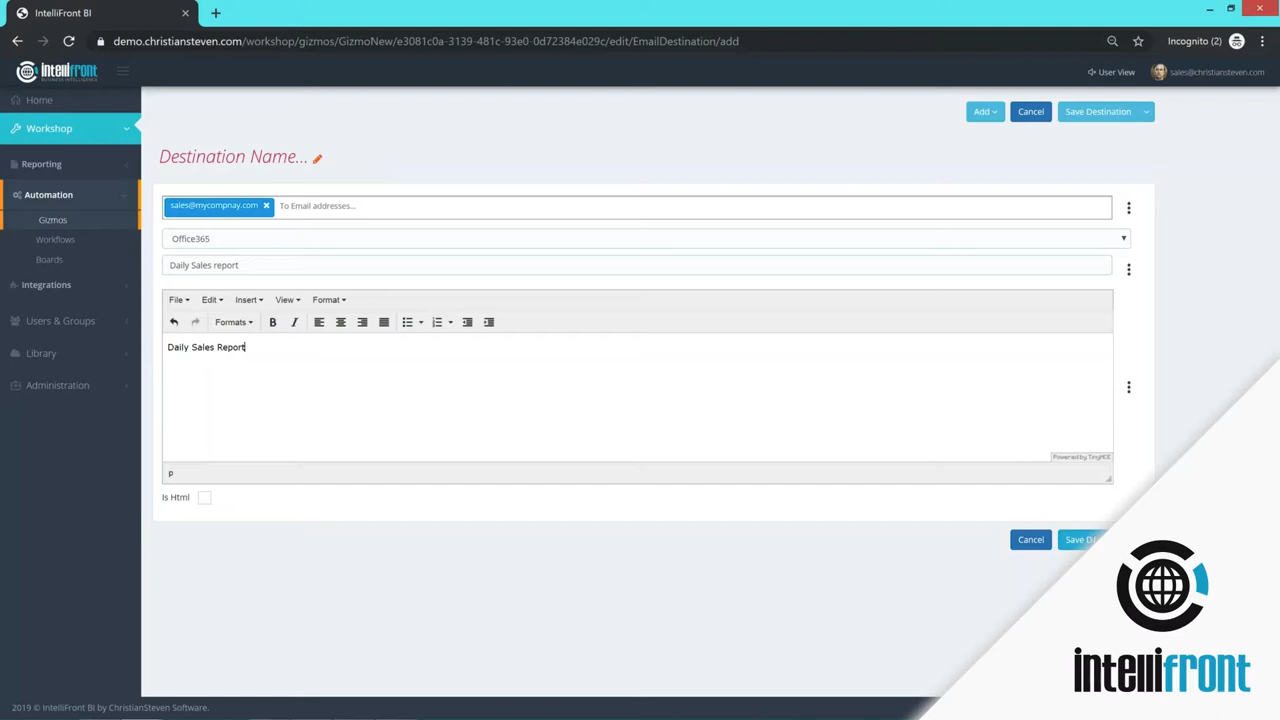 IntelliFront BI
demo.christiansteven.com/workshop/gizmos/GizmoNew/e3081c0a-3139-481c-93e0-0d72384e029c/edit/EmailDestination/add
Incognito (2)
intellifront
BUSINESS INTELLIGENCE
User View
sales@christiansteven.com
Home
Workshop
Reporting
Automation
Gizmos
Workflows
Boards
Integrations
Users & Groups
Library
Administration
Add
Cancel
Save Destination
Destination Name...
sales@mycompnay.com
To Email addresses...
Office365
Daily Sales report
File Edit Insert View Format
Formats B I
Daily Sales Report
Powered by TinyMCE
p
Is Html
Cancel
Save D
intellifront
2019 © IntelliFront BI by ChristianSteven Software.